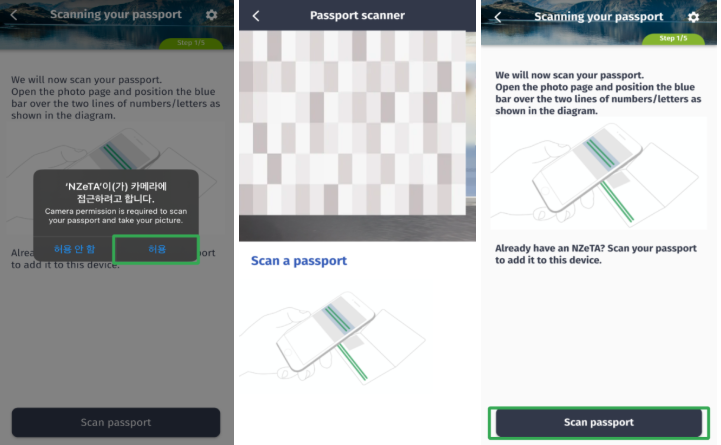 Scanning your passport
Step 1/5
We will now scan your passport.
Open the photo page and position the blue
bar over the two lines of numbers/letters as
shown in the diagram.
'NZeTA'이(가) 카메라에
접근하려고 합니다.
Camera permission is required to scan
your passport and take your picture.
허용 안 함
허용
Alrea
port
to add it to this device.
Scan passport
Passport scanner
Scan a passport
Scanning your passport
Step 1/5
We will now scan your passport.
Open the photo page and position the blue
bar over the two lines of numbers/letters as
shown in the diagram.
Already have an NZeTA? Scan your passport
to add it to this device.
Scan passport